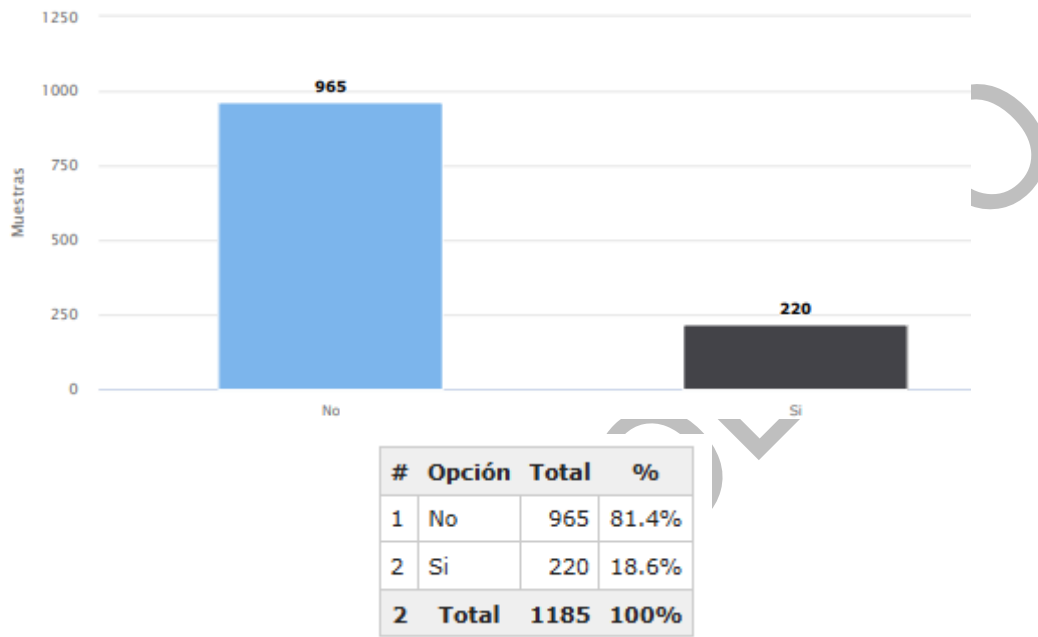 1250
1000
750
500
250
0
Muestras
965
220
No
Si
# Opción Total %
1 No 965 81.4%
2 Si 220 18.6%
2 Total 1185 100%